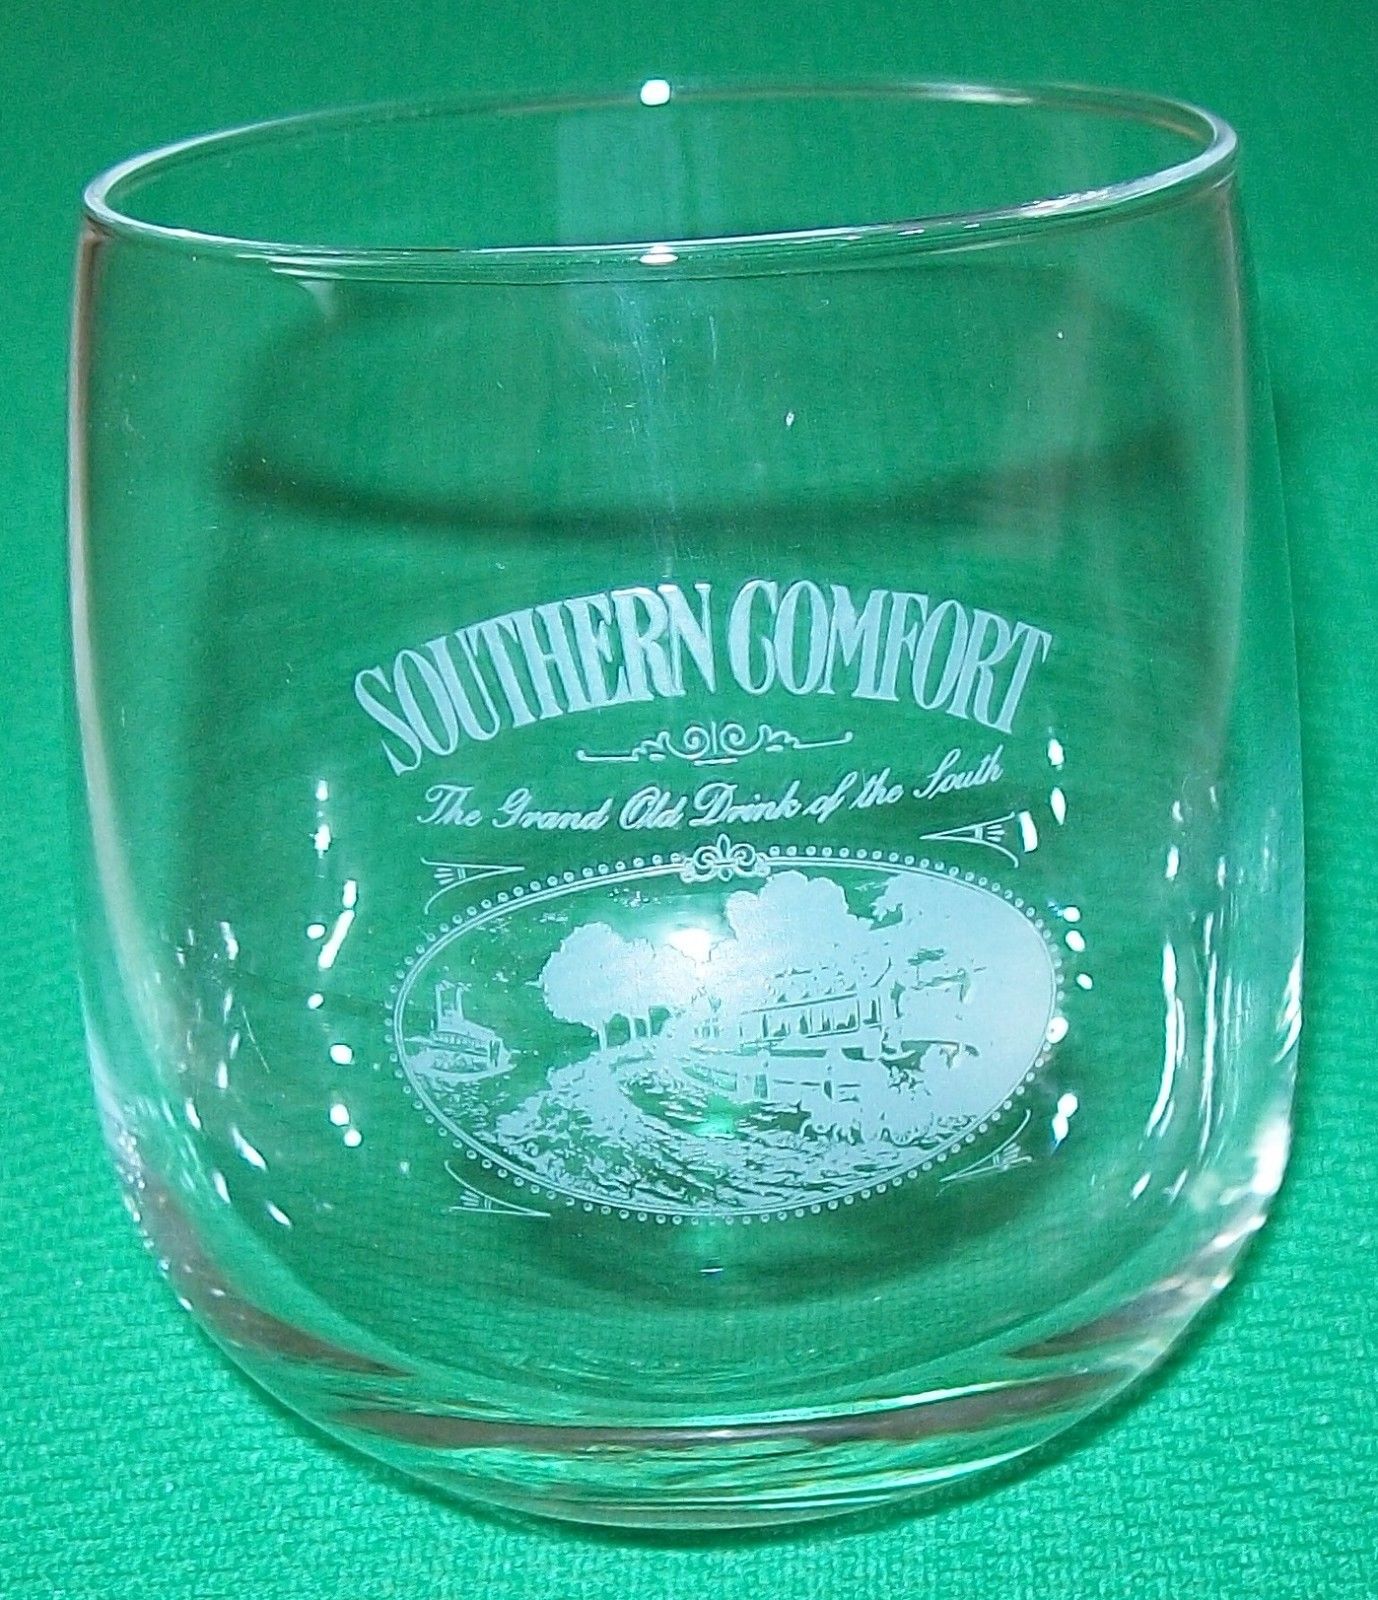 SOUTHERN COMFORT
The Grand Old Drink of the South